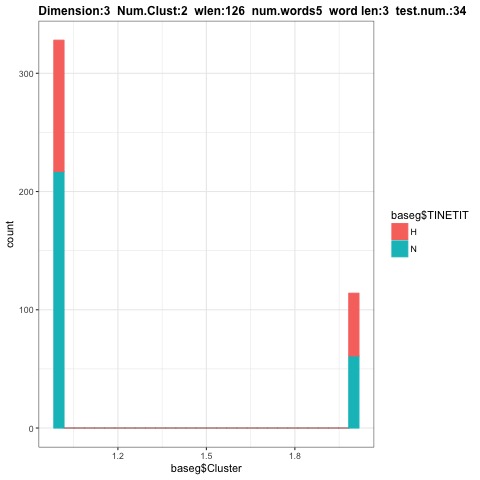 Dimension:3 Num.Clust:2 wlen:126 num.words5 word len:3 test.num.:34
300
200
100
0
count
1.2 1.5 1.8
baseg$Cluster
baseg$TINETIT
H
N